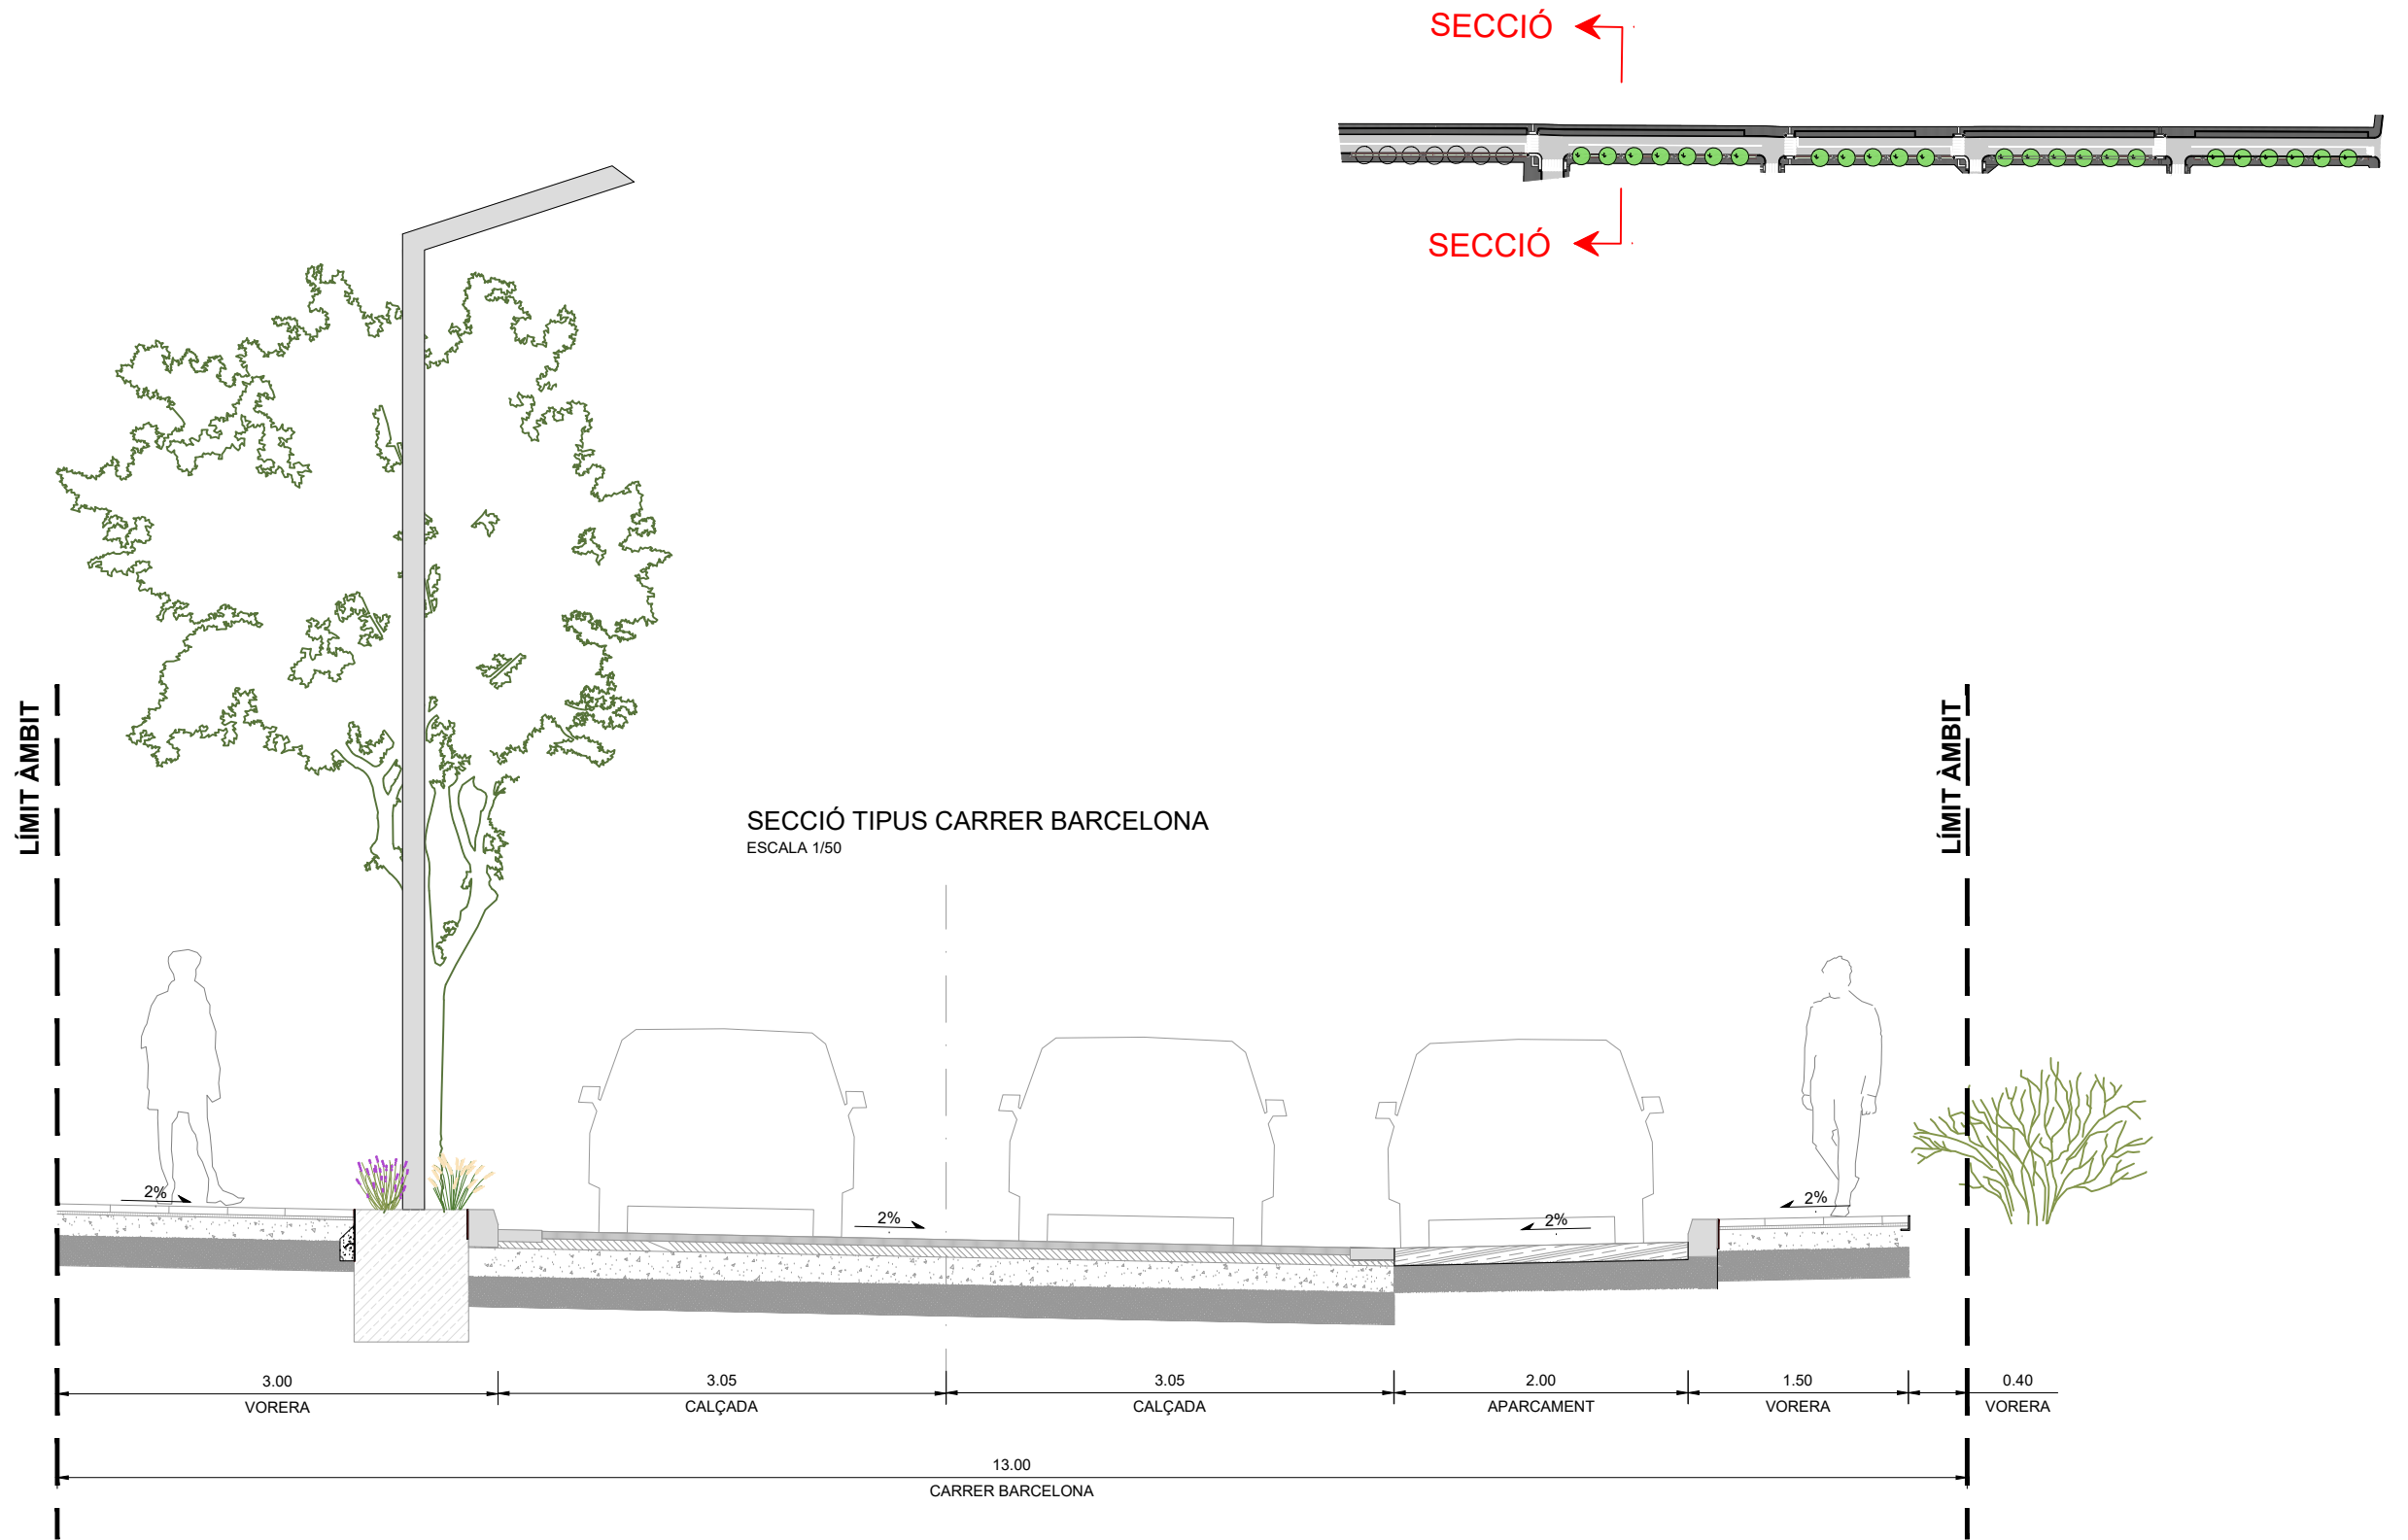 SECCIÓ
SECCIÓ
LÍMIT ÀMBIT
LÍMIT ÀMBIT
SECCIÓ TIPUS CARRER BARCELONA
ESCALA 1/50
2%
2%
2%
2%
3.00
3.05
3.05
2.00
1.50
0.40
VORERA
CALÇADA
CALÇADA
APARCAMENT
VORERA
VORERA
13.00
CARRER BARCELONA